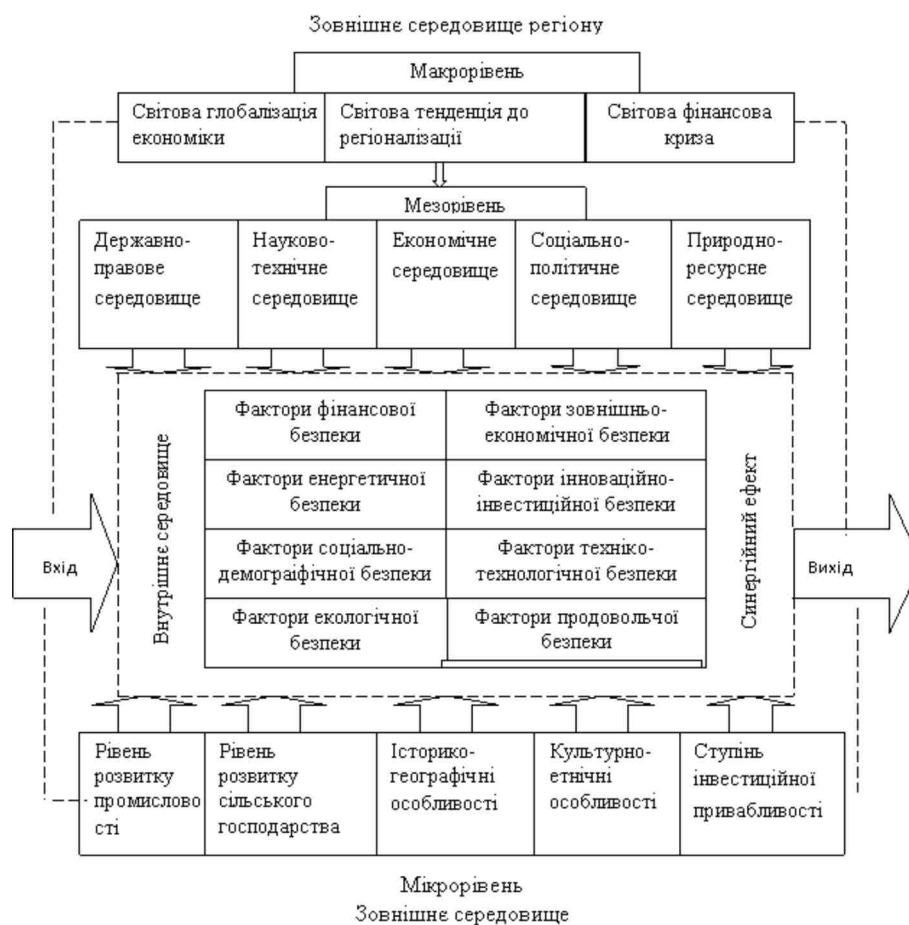 Зовнішнє середовище регіону
Макрорівень
Світова глобалізація
економіки
Світова тенденція до
регіоналізації
Світова фінансова
криза
Мезорівень
Державно-
правове
середовище
Науково-
технічне
середовище
Економічне
середовище
Соціально-
політичне
середовище
Природно-
ресурсне
середовище
Вхід
Внутрішнє середовище
Фактори фінансової
безпеки
Фактори зовнішньо-
економічної безпеки
Фактори енергетичної
безпеки
Фактори інноваційно-
інвестиційної безпеки
Фактори соціально-
демограіфічної безпеки
Фактори техніко-
технологічної безпеки
Фактори екологічної
безпеки
Фактори продовольчої
безпеки
Синергійний ефект
Вихід
Рівень
розвитку
промислово
сті
Рівень
розвитку
сільського
господарства
Історико-
географічні
особливості
Культурно-
етнічні
особливості
Ступінь
інвестиційної
привабливості
Мікрорівень
Зовнішнє середовище